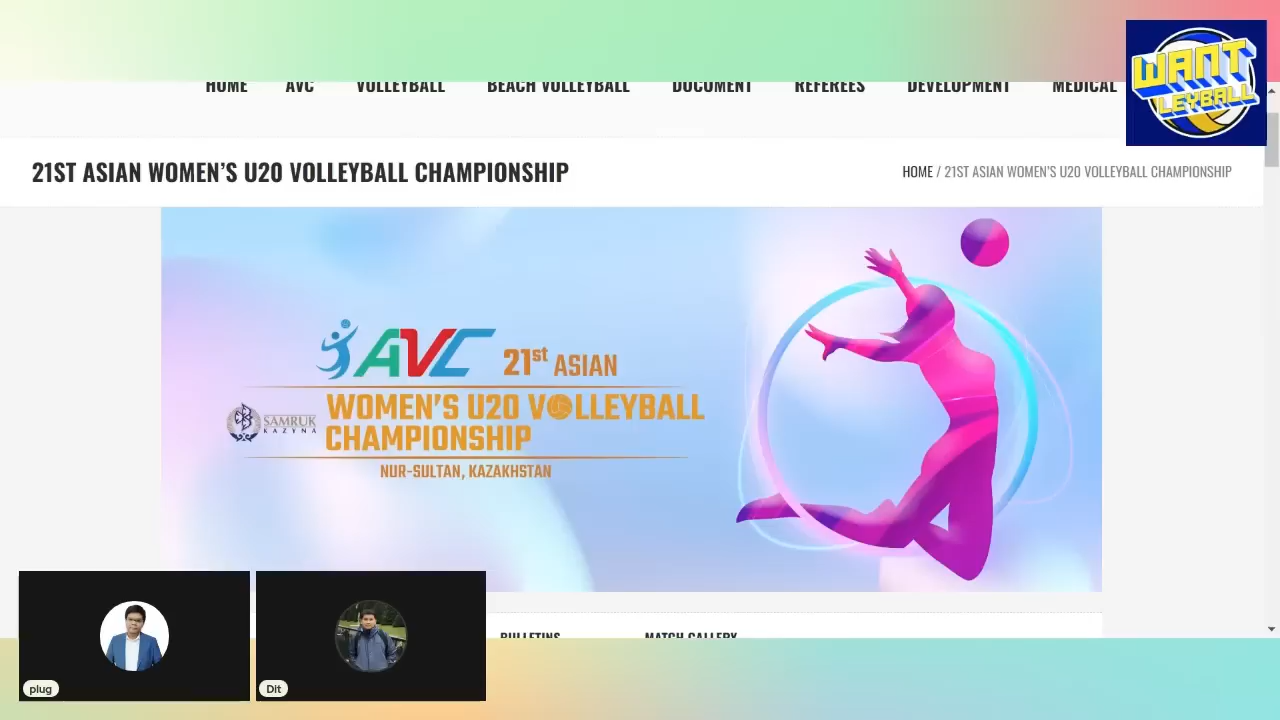 HOME AVC VOLLEYBALL BEACH VOLLEYBALL DOCUMENT REFEREES DEVELOPMENT MEDICAL
WANT
LEYBALL
21ST ASIAN WOMEN’S U20 VOLLEYBALL CHAMPIONSHIP
HOME / 21ST ASIAN WOMEN’S U20 VOLLEYBALL CHAMPIONSHIP
AVC 21st ASIAN
SAMRUK
KAZYNA
WOMEN’S U20 VOLLEYBALL
CHAMPIONSHIP
NUR-SULTAN, KAZAKHSTAN
BULLETINS MATCH GALLERY
plug
Dit